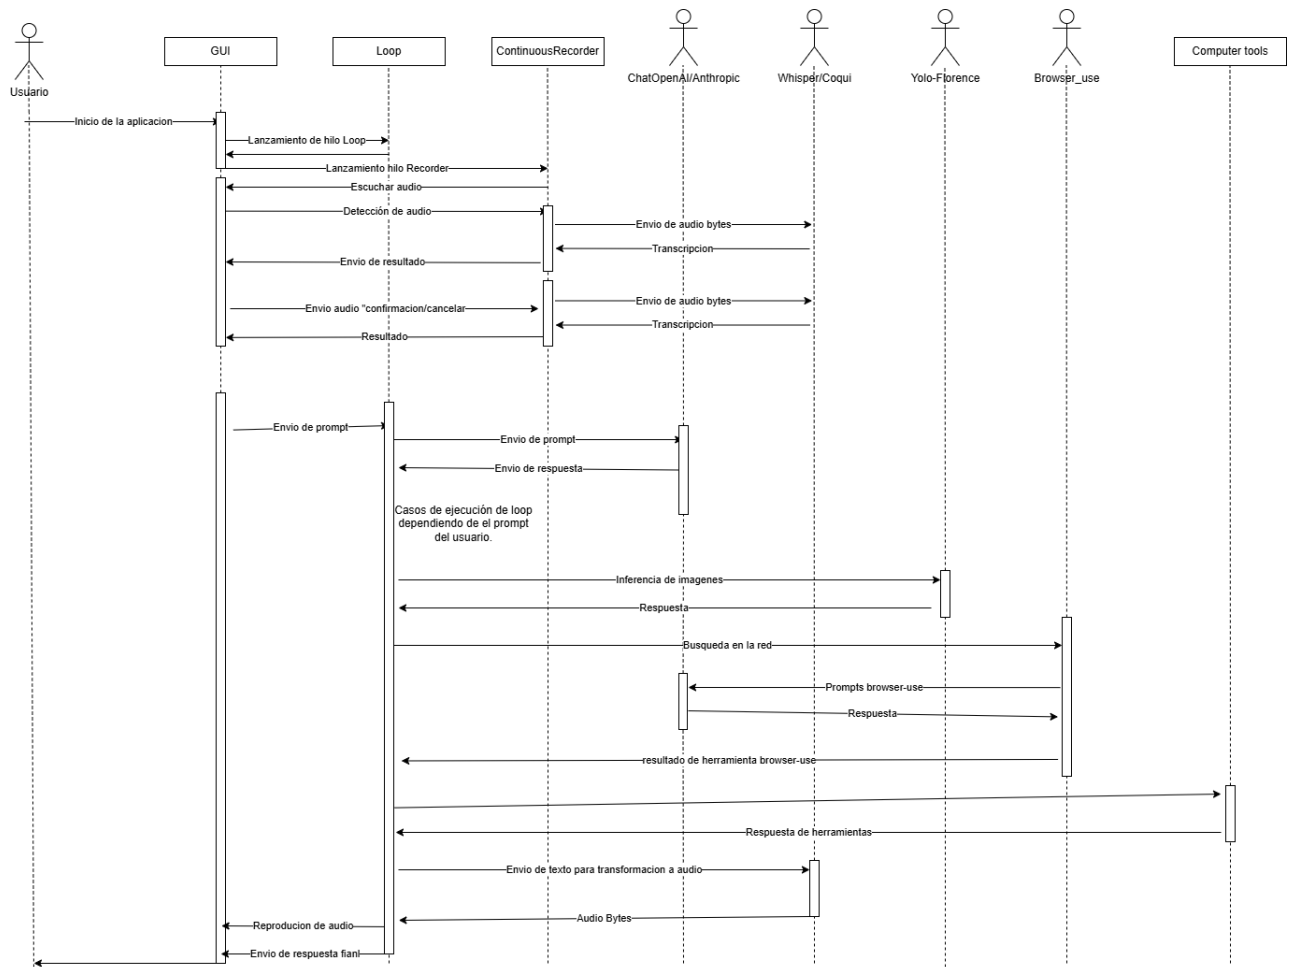 Usuario
GUI
Loop
ContinuousRecorder
ChatOpenAI/Anthropic
Whisper/Coqui
Yolo-Florence
Browser_use
Computer tools
Inicio de la aplicacion
Lanzamiento de hilo Loop
Lanzamiento hilo Recorder
Escuchar audio
Detección de audio
Envio de audio bytes
Transcripcion
Envio de resultado
Envio de audio bytes
Envio audio "confirmacion/cancelar
Transcripcion
Resultado
Envio de prompt
Envio de prompt
Envio de respuesta
Casos de ejecución de loop
dependiendo de el prompt
del usuario.
Inferencia de imagenes
Respuesta
Busqueda en la red
Prompts browser-use
Respuesta
resultado de herramienta browser-use
Respuesta de herramientas
Envio de texto para transformacion a audio
Audio Bytes
Reproducion de audio
Envio de respuesta fianl